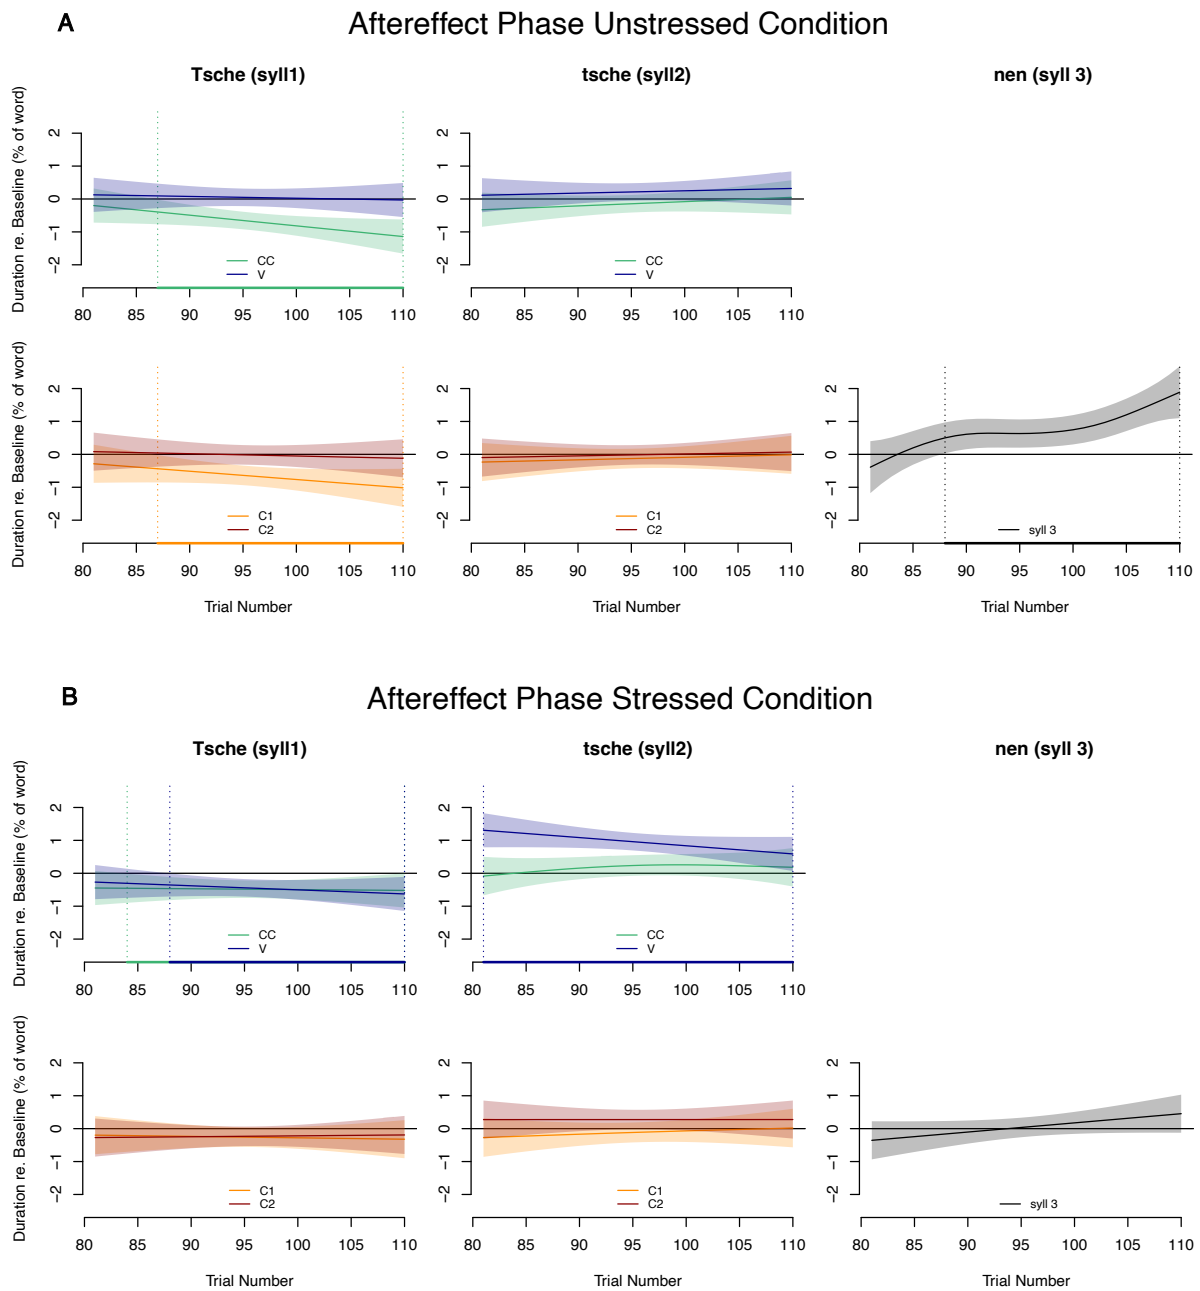 A
Aftereffect Phase Unstressed Condition
Tsche (syll1)
tsche (syll2)
nen (syll 3)
Duration re. Baseline (% of word)
2
1
0
−1
−2
CC
V
80 85 90 95 100 105 110
2
1
0
−1
−2
CC
V
80 85 90 95 100 105 110
Duration re. Baseline (% of word)
2
1
0
−1
−2
C1
C2
80 85 90 95 100 105 110
Trial Number
2
1
0
−1
−2
C1
C2
80 85 90 95 100 105 110
Trial Number
2
1
0
−1
−2
syll 3
80 85 90 95 100 105 110
Trial Number
B
Aftereffect Phase Stressed Condition
Tsche (syll1)
tsche (syll2)
nen (syll 3)
Duration re. Baseline (% of word)
2
1
0
−1
−2
CC
V
80 85 90 95 100 105 110
2
1
0
−1
−2
CC
V
80 85 90 95 100 105 110
Duration re. Baseline (% of word)
2
1
0
−1
−2
C1
C2
80 85 90 95 100 105 110
Trial Number
2
1
0
−1
−2
C1
C2
80 85 90 95 100 105 110
Trial Number
2
1
0
−1
−2
syll 3
80 85 90 95 100 105 110
Trial Number